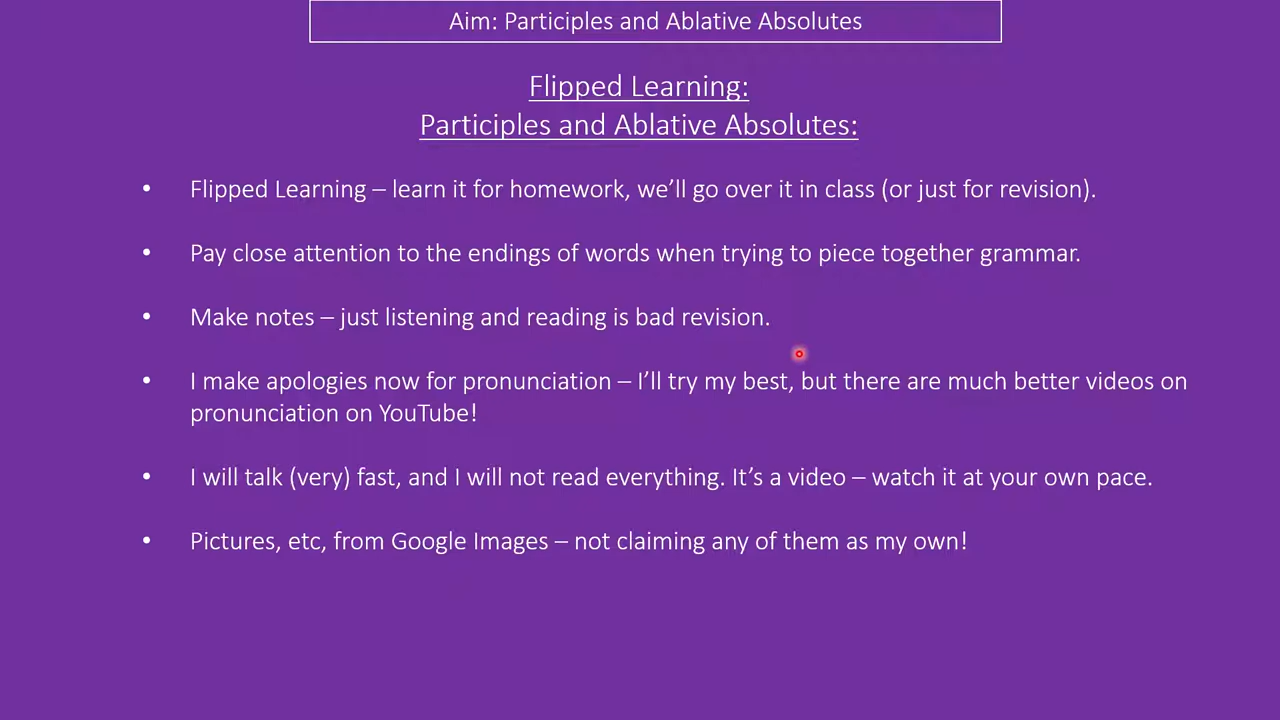 Aim: Participles and Ablative Absolutes
Flipped Learning:
Participles and Ablative Absolutes:
• Flipped Learning – learn it for homework, we’ll go over it in class (or just for revision).
• Pay close attention to the endings of words when trying to piece together grammar.
• Make notes – just listening and reading is bad revision.
• I make apologies now for pronunciation – I’ll try my best, but there are much better videos on
pronunciation on YouTube!
• I will talk (very) fast, and I will not read everything. It’s a video – watch it at your own pace.
• Pictures, etc, from Google Images – not claiming any of them as my own!